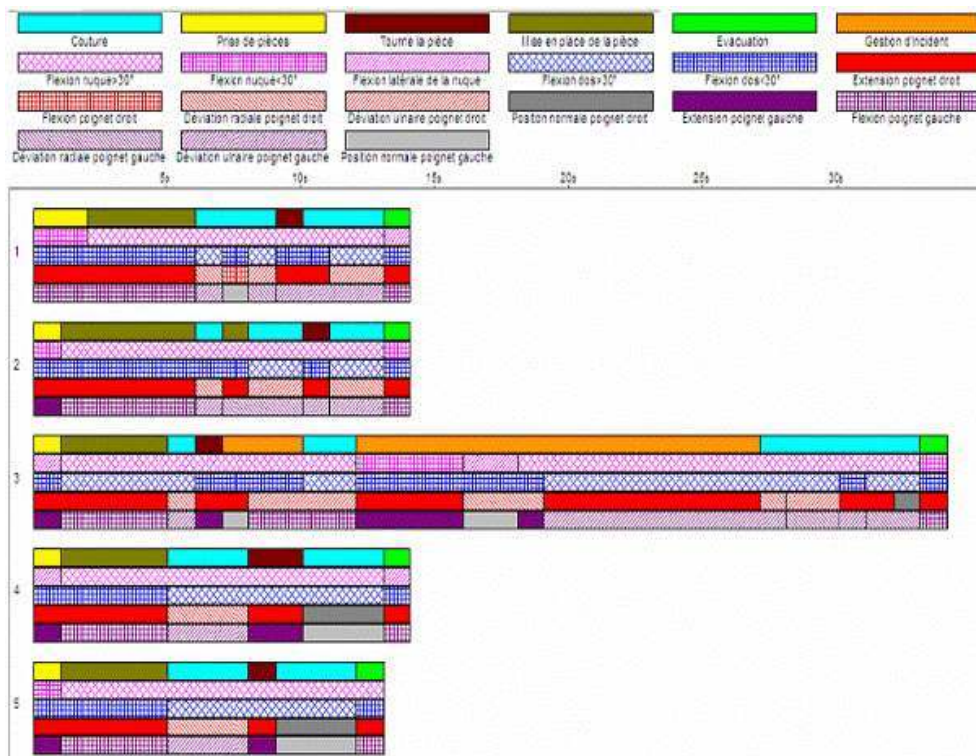 Couture Prise de pièces Tourne la pièce Mise en place de la pièce Evacuation Gestion d'incident
Flexion nuque>30° Flexion nuque<30° Flexion latérale de la nuque Flexion dos>30° Flexion dos<30° Extension poignet droit
Flexion poignet droit Déviation radiale poignet droit Déviation ulnaire poignet droit Position normale poignet droit Extension poignet gauche Flexion poignet gauche
Déviation radiale poignet gauche Déviation ulnaire poignet gauche Position normale poignet gauche
5s 10s 15s 20s 25s 30s
1
2
3
4
5